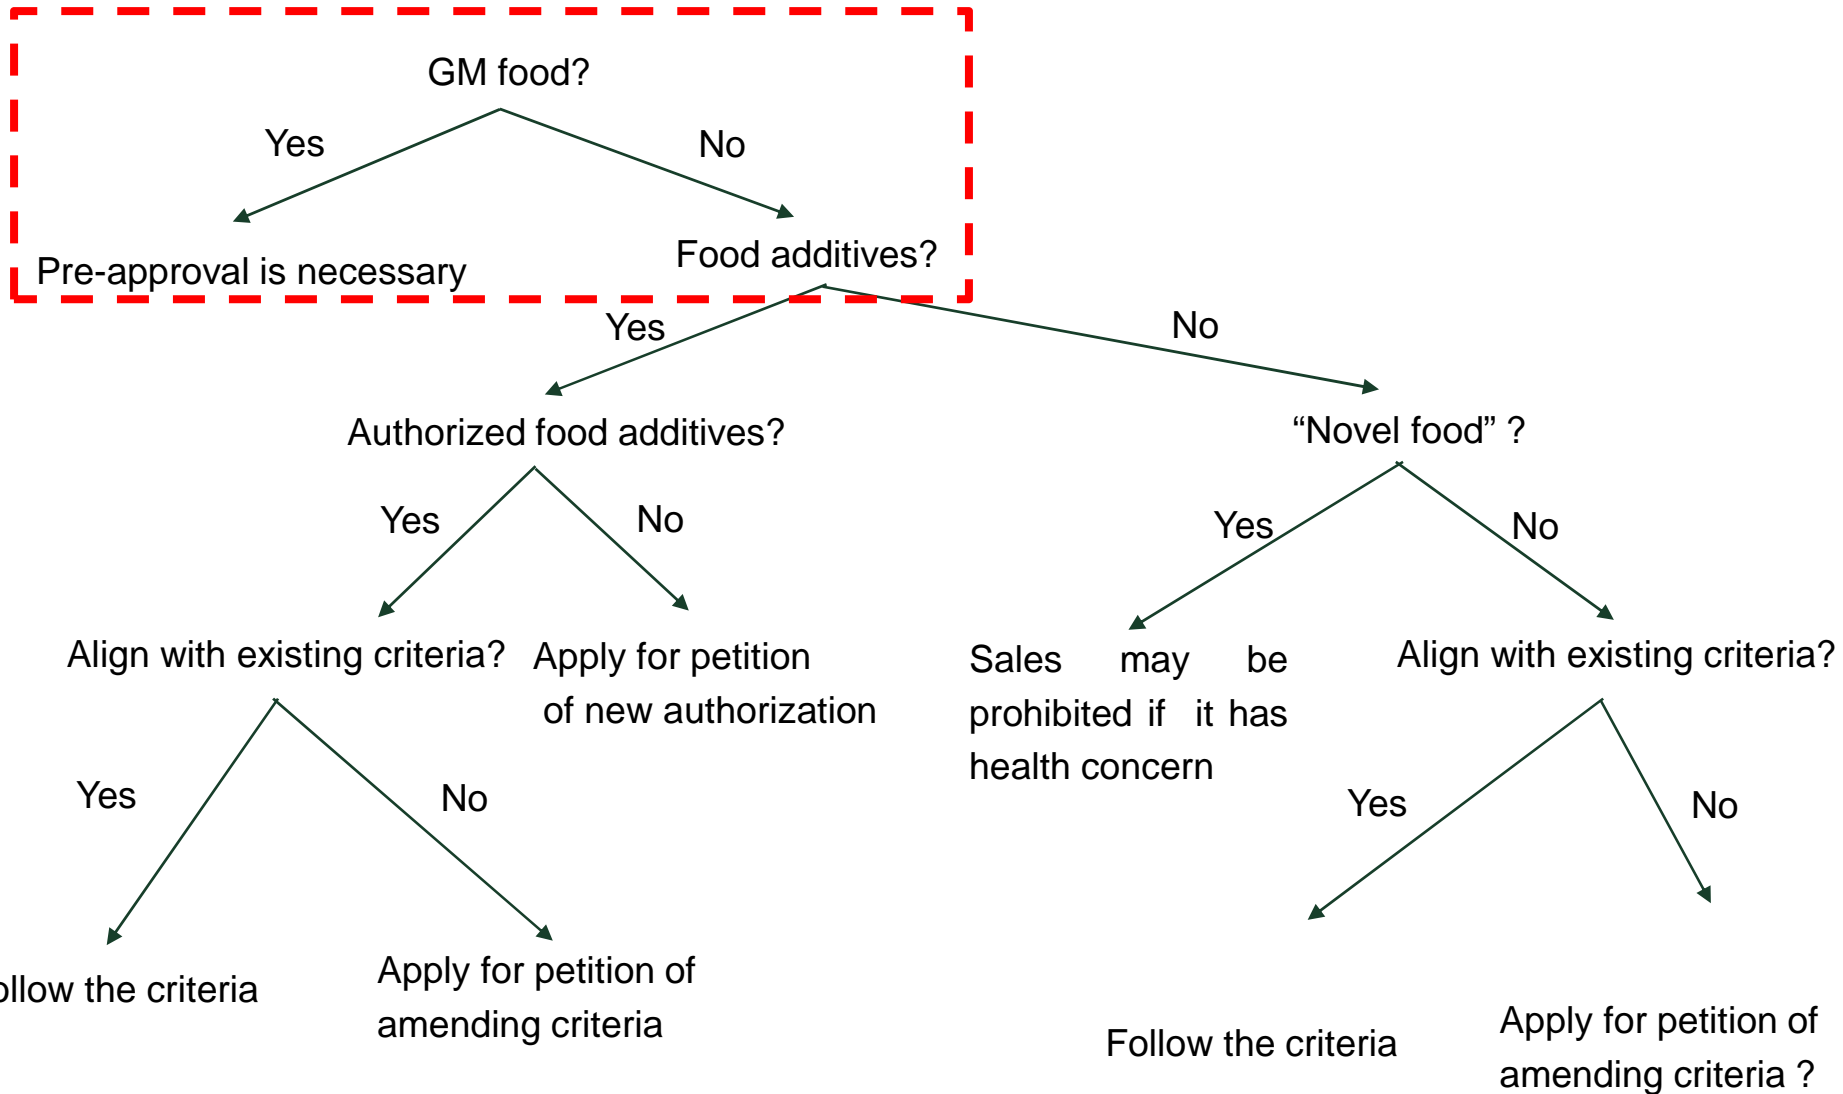 GM food?
Yes
No
Pre-approval is necessary
Food additives?
Yes
No
Authorized food additives?
“Novel food” ?
Yes
No
Yes
No
Align with existing criteria?
Apply for petition
of new authorization
Sales may be
prohibited if it has
health concern
Align with existing criteria?
Yes
No
Yes
No
ollow the criteria
Apply for petition of
amending criteria
Follow the criteria
Apply for petition of
amending criteria ?